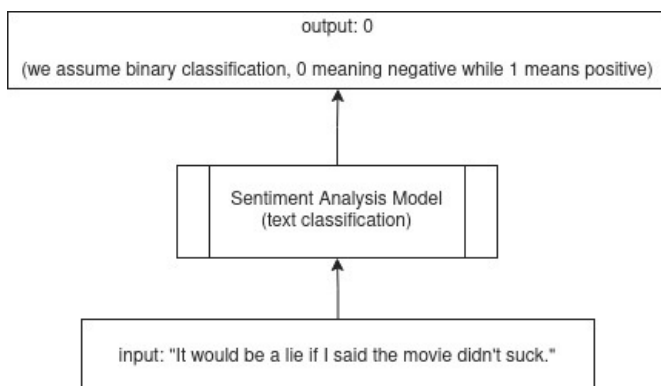 output: 0
(we assume binary classification, 0 meaning negative while 1 means positive)
Sentiment Analysis Model
(text classification)
input: "It would be a lie if I said the movie didn't suck."